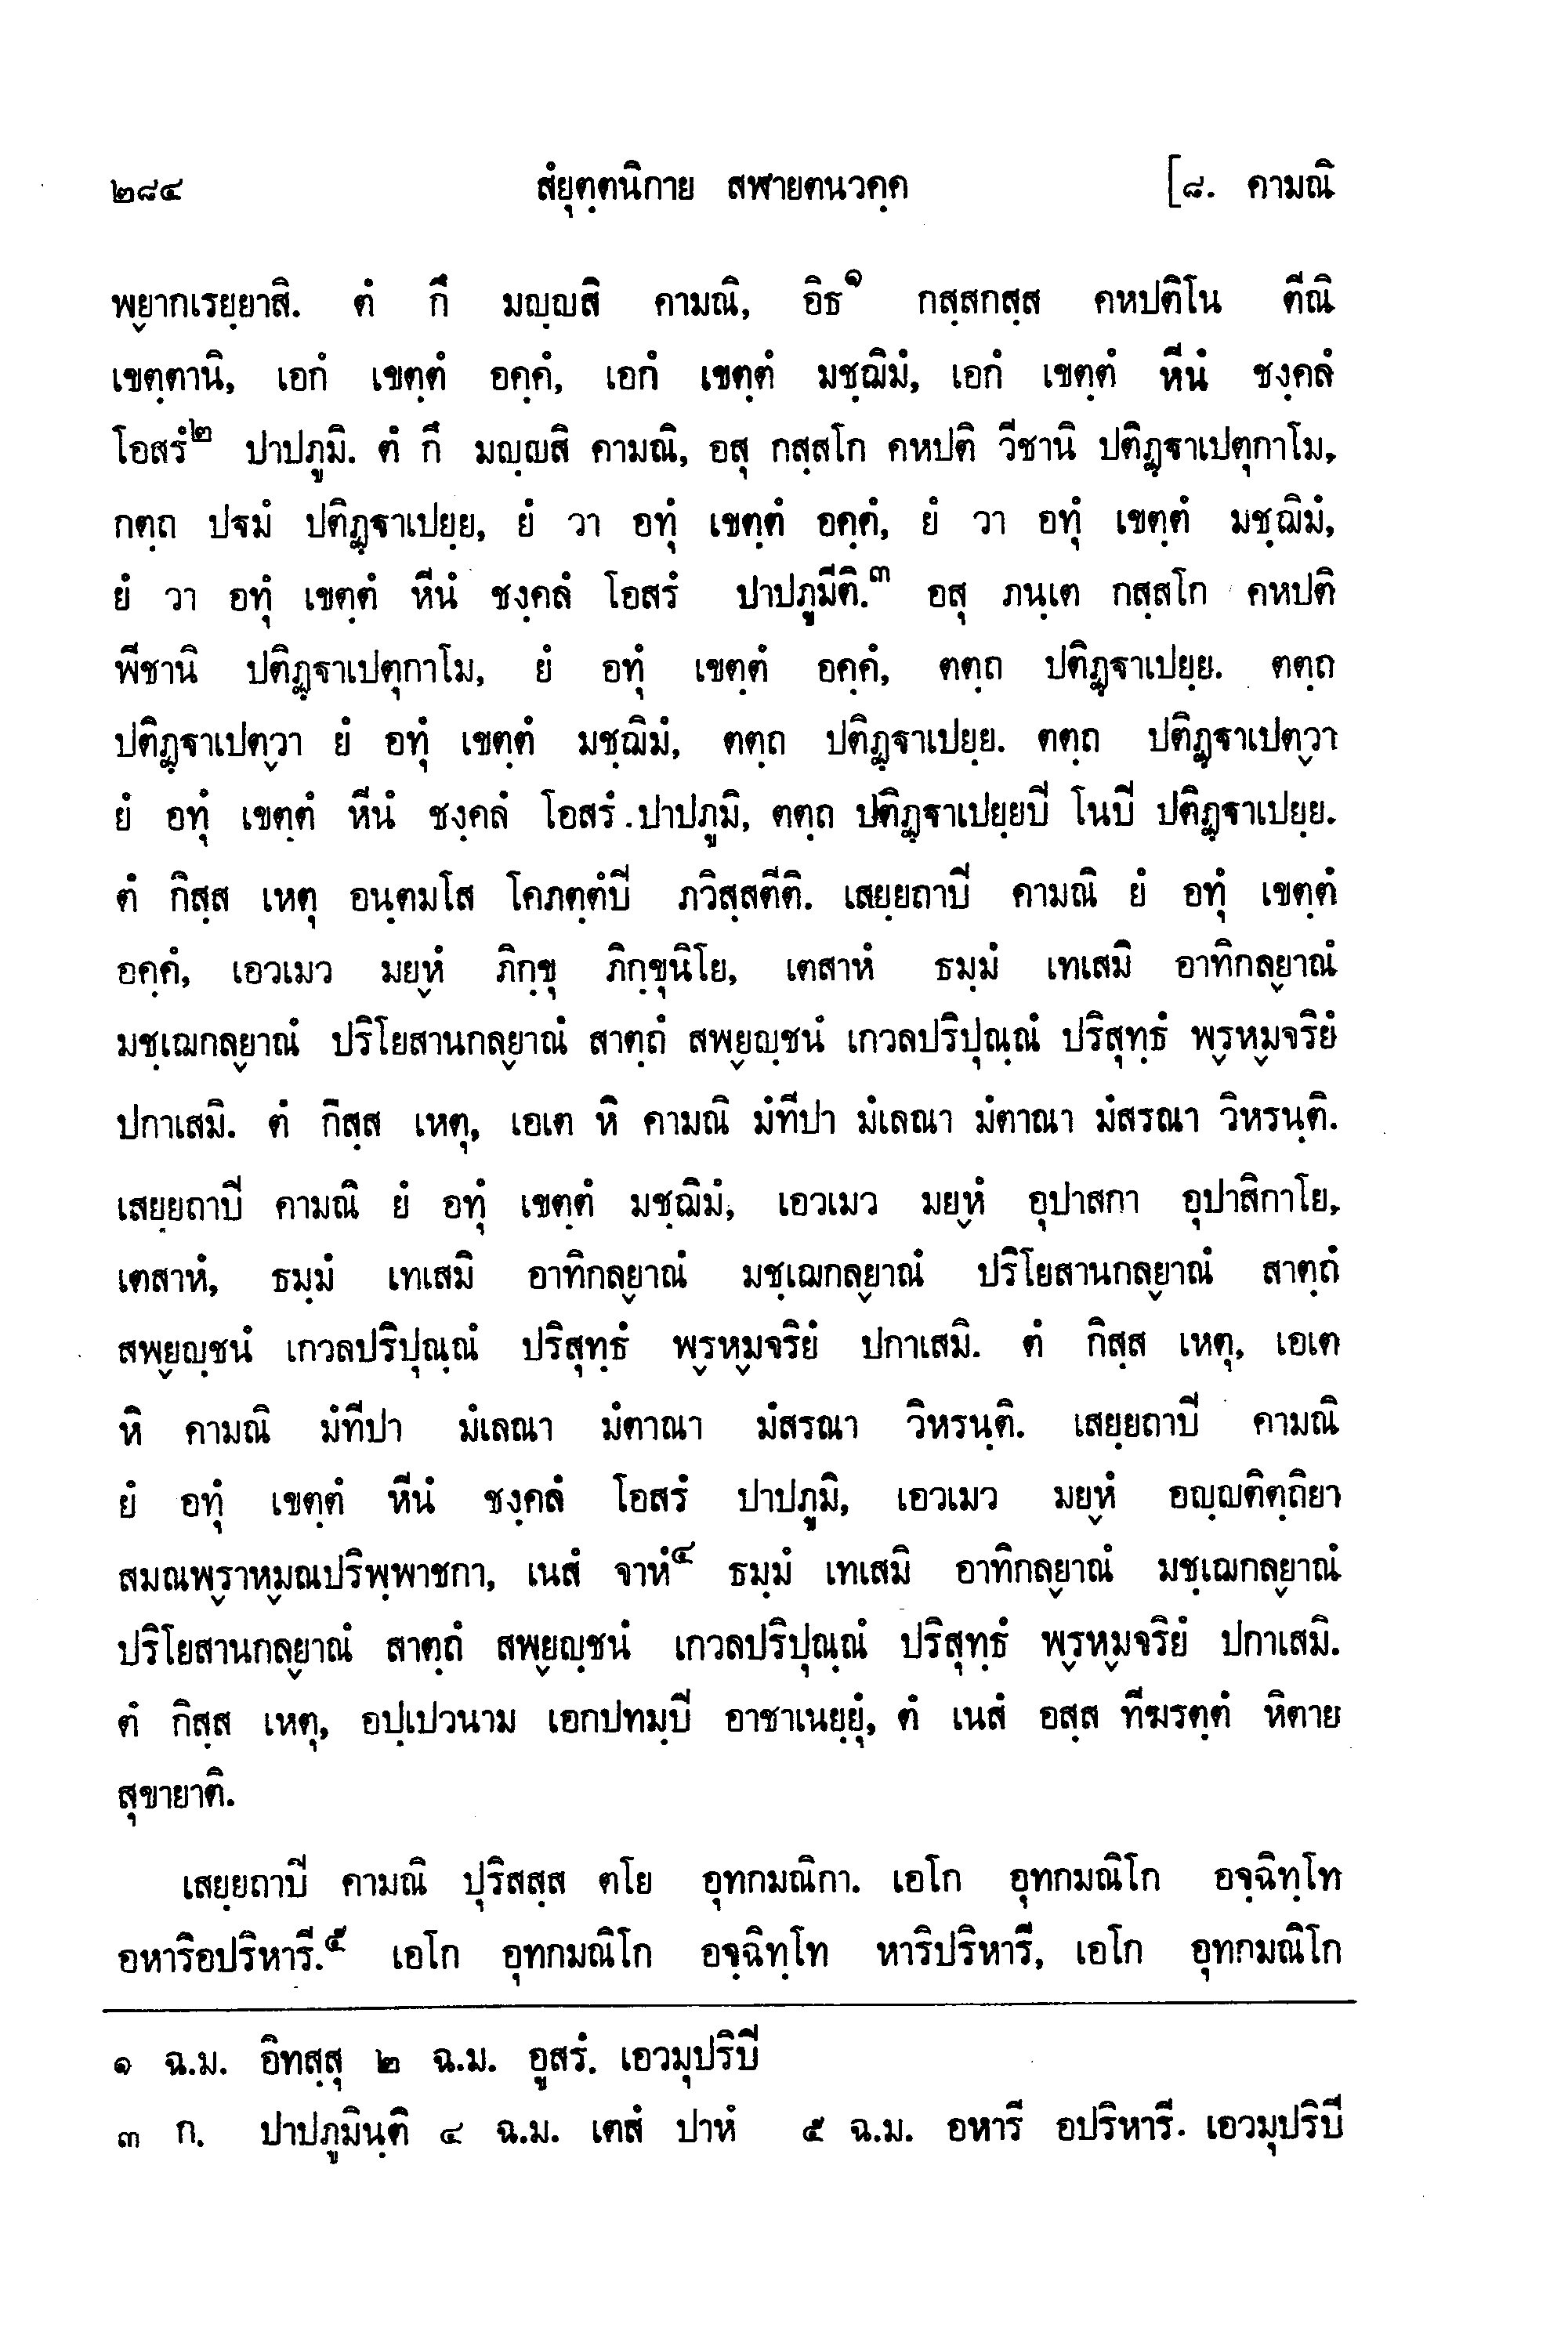 ๒๘๔ สํยุตฺตนิกาย สฬายตนวคฺค [๘. คามณิ
พฺยากเรยฺยาสิ. ตํ กึ มญฺญสิ คามณิ, อิธ๑ กสฺสกสฺส คหปติโน ตีณิ
เขตฺตานิ, เอกํ เขตฺตํ อคฺคํ, เอกํ เขตฺตํ มชฺฌิมํ, เอกํ เขตฺตํ หีนํ ชงฺคลํ
โอสรํ๒ ปาปภูมิ. ตํ กึ มญฺญสิ คามณิ, อสุ กสฺสโก คหปติ วีชานิ ปติฏฺฐาเปตุกาโม,
กตฺถ ปฐมํ ปติฏฺฐาเปยฺย, ยํ วา อทุํ เขตฺตํ อคฺคํ, ยํ วา อทุํ เขตฺตํ มชฺฌิมํ,
ยํ วา อทุํ เขตฺตํ หีนํ ชงฺคลํ โอสรํ ปาปภูมีติ.๓ อสุ ภนฺเต กสฺสโก คหปติ
พีชานิ ปติฏฺฐาเปตุกาโม, ยํ อทุํ เขตฺตํ อคฺคํ, ตตฺถ ปติฏฺฐาเปยฺย. ตตฺถ
ปติฏฺฐาเปตฺวา ยํ อทุํ เขตฺตํ มชฺฌิมํ, ตตฺถ ปติฏฺฐาเปยฺย. ตตฺถ ปติฏฺฐาเปตฺวา
ยํ อทุํ เขตฺตํ หีนํ ชงฺคลํ โอสรํ ปาปภูมิ, ตตฺถ ปติฏฺฐาเปยฺยปิ โนปิ ปติฏฺฐาเปยฺย.
ตํ กิสฺส เหตุ อนฺตมโส โคภตฺตํปิ ภวิสฺสตีติ. เสยฺยถาปิ คามณิ ยํ อทุํ เขตฺตํ
อคฺคํ, เอวเมว มยฺหํ ภิกฺขุ ภิกฺขุนิโย, เตสาหํ ธมฺมํ เทเสมิ อาทิกลฺยาณํ
มชฺเฌกลฺยาณํ ปริโยสานกลฺยาณํ สาตฺถํ สพฺยญฺชนํ เกวลปริปุณฺณํ ปริสุทฺธํ พฺรหฺมจริยํ
ปกาเสมิ. ตํ กิสฺส เหตุ, เอเต หิ คามณิ มํทีปา มํเลณา มํตาณา มํสรณา วิหรนฺติ.
เสยฺยถาปิ คามณิ ยํ อทุํ เขตฺตํ มชฺฌิมํ, เอวเมว มยฺหํ อุปาสกา อุปาสิกาโย,
เตสาหํ, ธมฺมํ เทเสมิ อาทิกลฺยาณํ มชฺเฌกลฺยาณํ ปริโยสานกลฺยาณํ สาตฺถํ
สพฺยญฺชนํ เกวลปริปุณฺณํ ปริสุทฺธํ พฺรหฺมจริยํ ปกาเสมิ. ตํ กิสฺส เหตุ, เอเต
หิ คามณิ มํทีปา มํเลณา มํตาณา มํสรณา วิหรนฺติ. เสยฺยถาปิ คามณิ
ยํ อทุํ เขตฺตํ หีนํ ชงฺคลํ โอสรํ ปาปภูมิ, เอวเมว มยฺหํ อญฺญติตฺถิยา
สมณพฺราหฺมณปริพฺพาชกา, เนสํ จาหํ๔ ธมฺมํ เทเสมิ อาทิกลฺยาณํ มชฺเฌกลฺยาณํ
ปริโยสานกลฺยาณํ สาตฺถํ สพฺยญฺชนํ เกวลปริปุณฺณํ ปริสุทฺธํ พฺรหฺมจริยํ ปกาเสมิ.
ตํ กิสฺส เหตุ, อปฺเปวนาม เอกปทมฺปิ อาชาเนยฺยุํ, ตํ เนสํ อสฺส ทีฆรตฺตํ หิตาย
สุขายาติ.
เสยฺยถาปิ คามณิ ปุริสสฺส ตโย อุทกมณิกา. เอโก อุทกมณิโก อจฺฉิทฺโท
อหาริอปริหารี.๕ เอโก อุทกมณิโก อจฺฉิทฺโท หาริปริหารี, เอโก อุทกมณิโก
๑ ฉ.ม. อิทสฺสุ ๒ ฉ.ม. อูสรํ. เอวมุปริปิ
๓ ก. ปาปภูมินฺติ ๔ ฉ.ม. เตสํ ปาหํ ๕ ฉ.ม. อหารี อปริหารี. เอวมุปริปิ